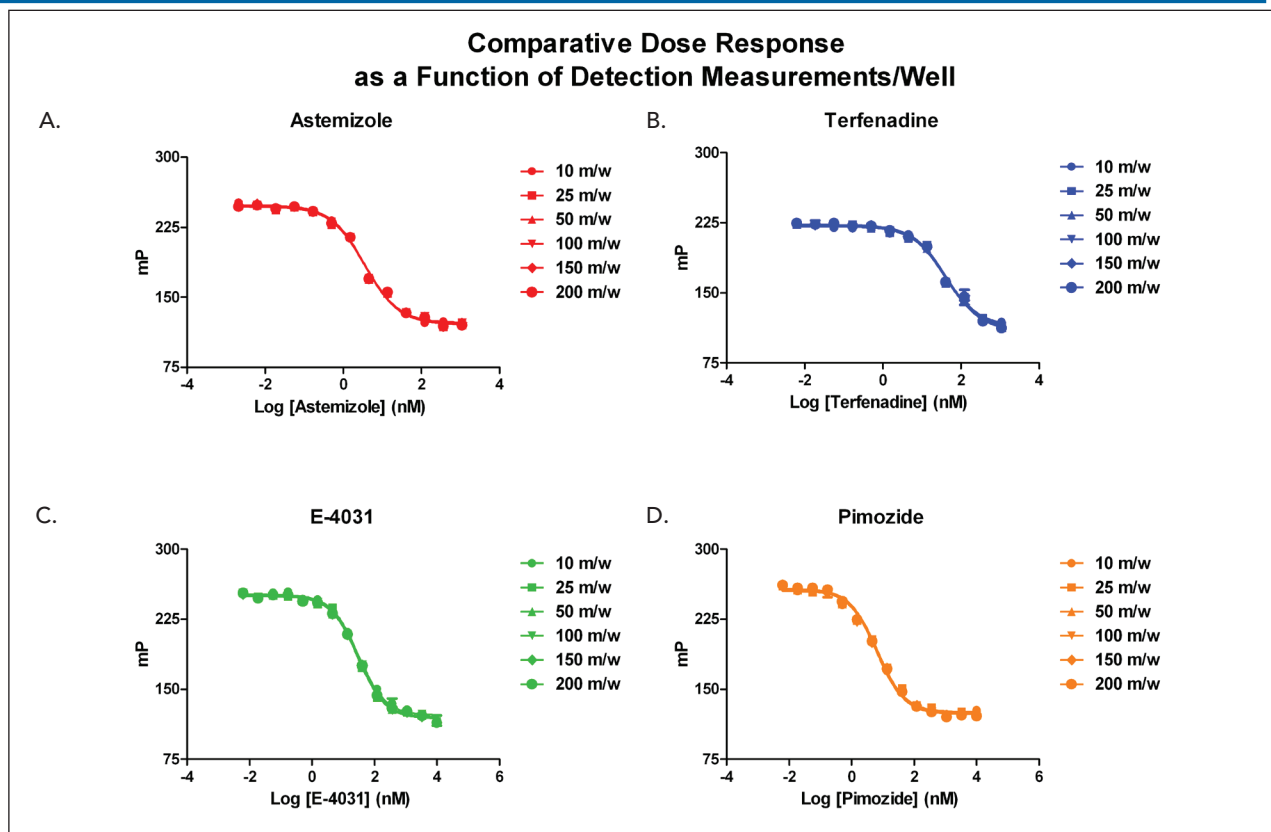 Comparative Dose Response
as a Function of Detection Measurements/Well
A.
Astemizole
300
225
150
75
mP
-4
-2
0
2
4
Log [Astemizole] (nM)
10 m/w
25 m/w
50 m/w
100 m/w
150 m/w
200 m/w
B.
Terfenadine
300
225
150
75
mP
-4
-2
0
2
4
Log [Terfenadine] (nM)
10 m/w
25 m/w
50 m/w
100 m/w
150 m/w
200 m/w
C.
E-4031
300
225
150
75
mP
-4
-2
0
2
4
6
Log [E-4031] (nM)
10 m/w
25 m/w
50 m/w
100 m/w
150 m/w
200 m/w
D.
Pimozide
300
225
150
75
mP
-4
-2
0
2
4
6
Log [Pimozide] (nM)
10 m/w
25 m/w
50 m/w
100 m/w
150 m/w
200 m/w